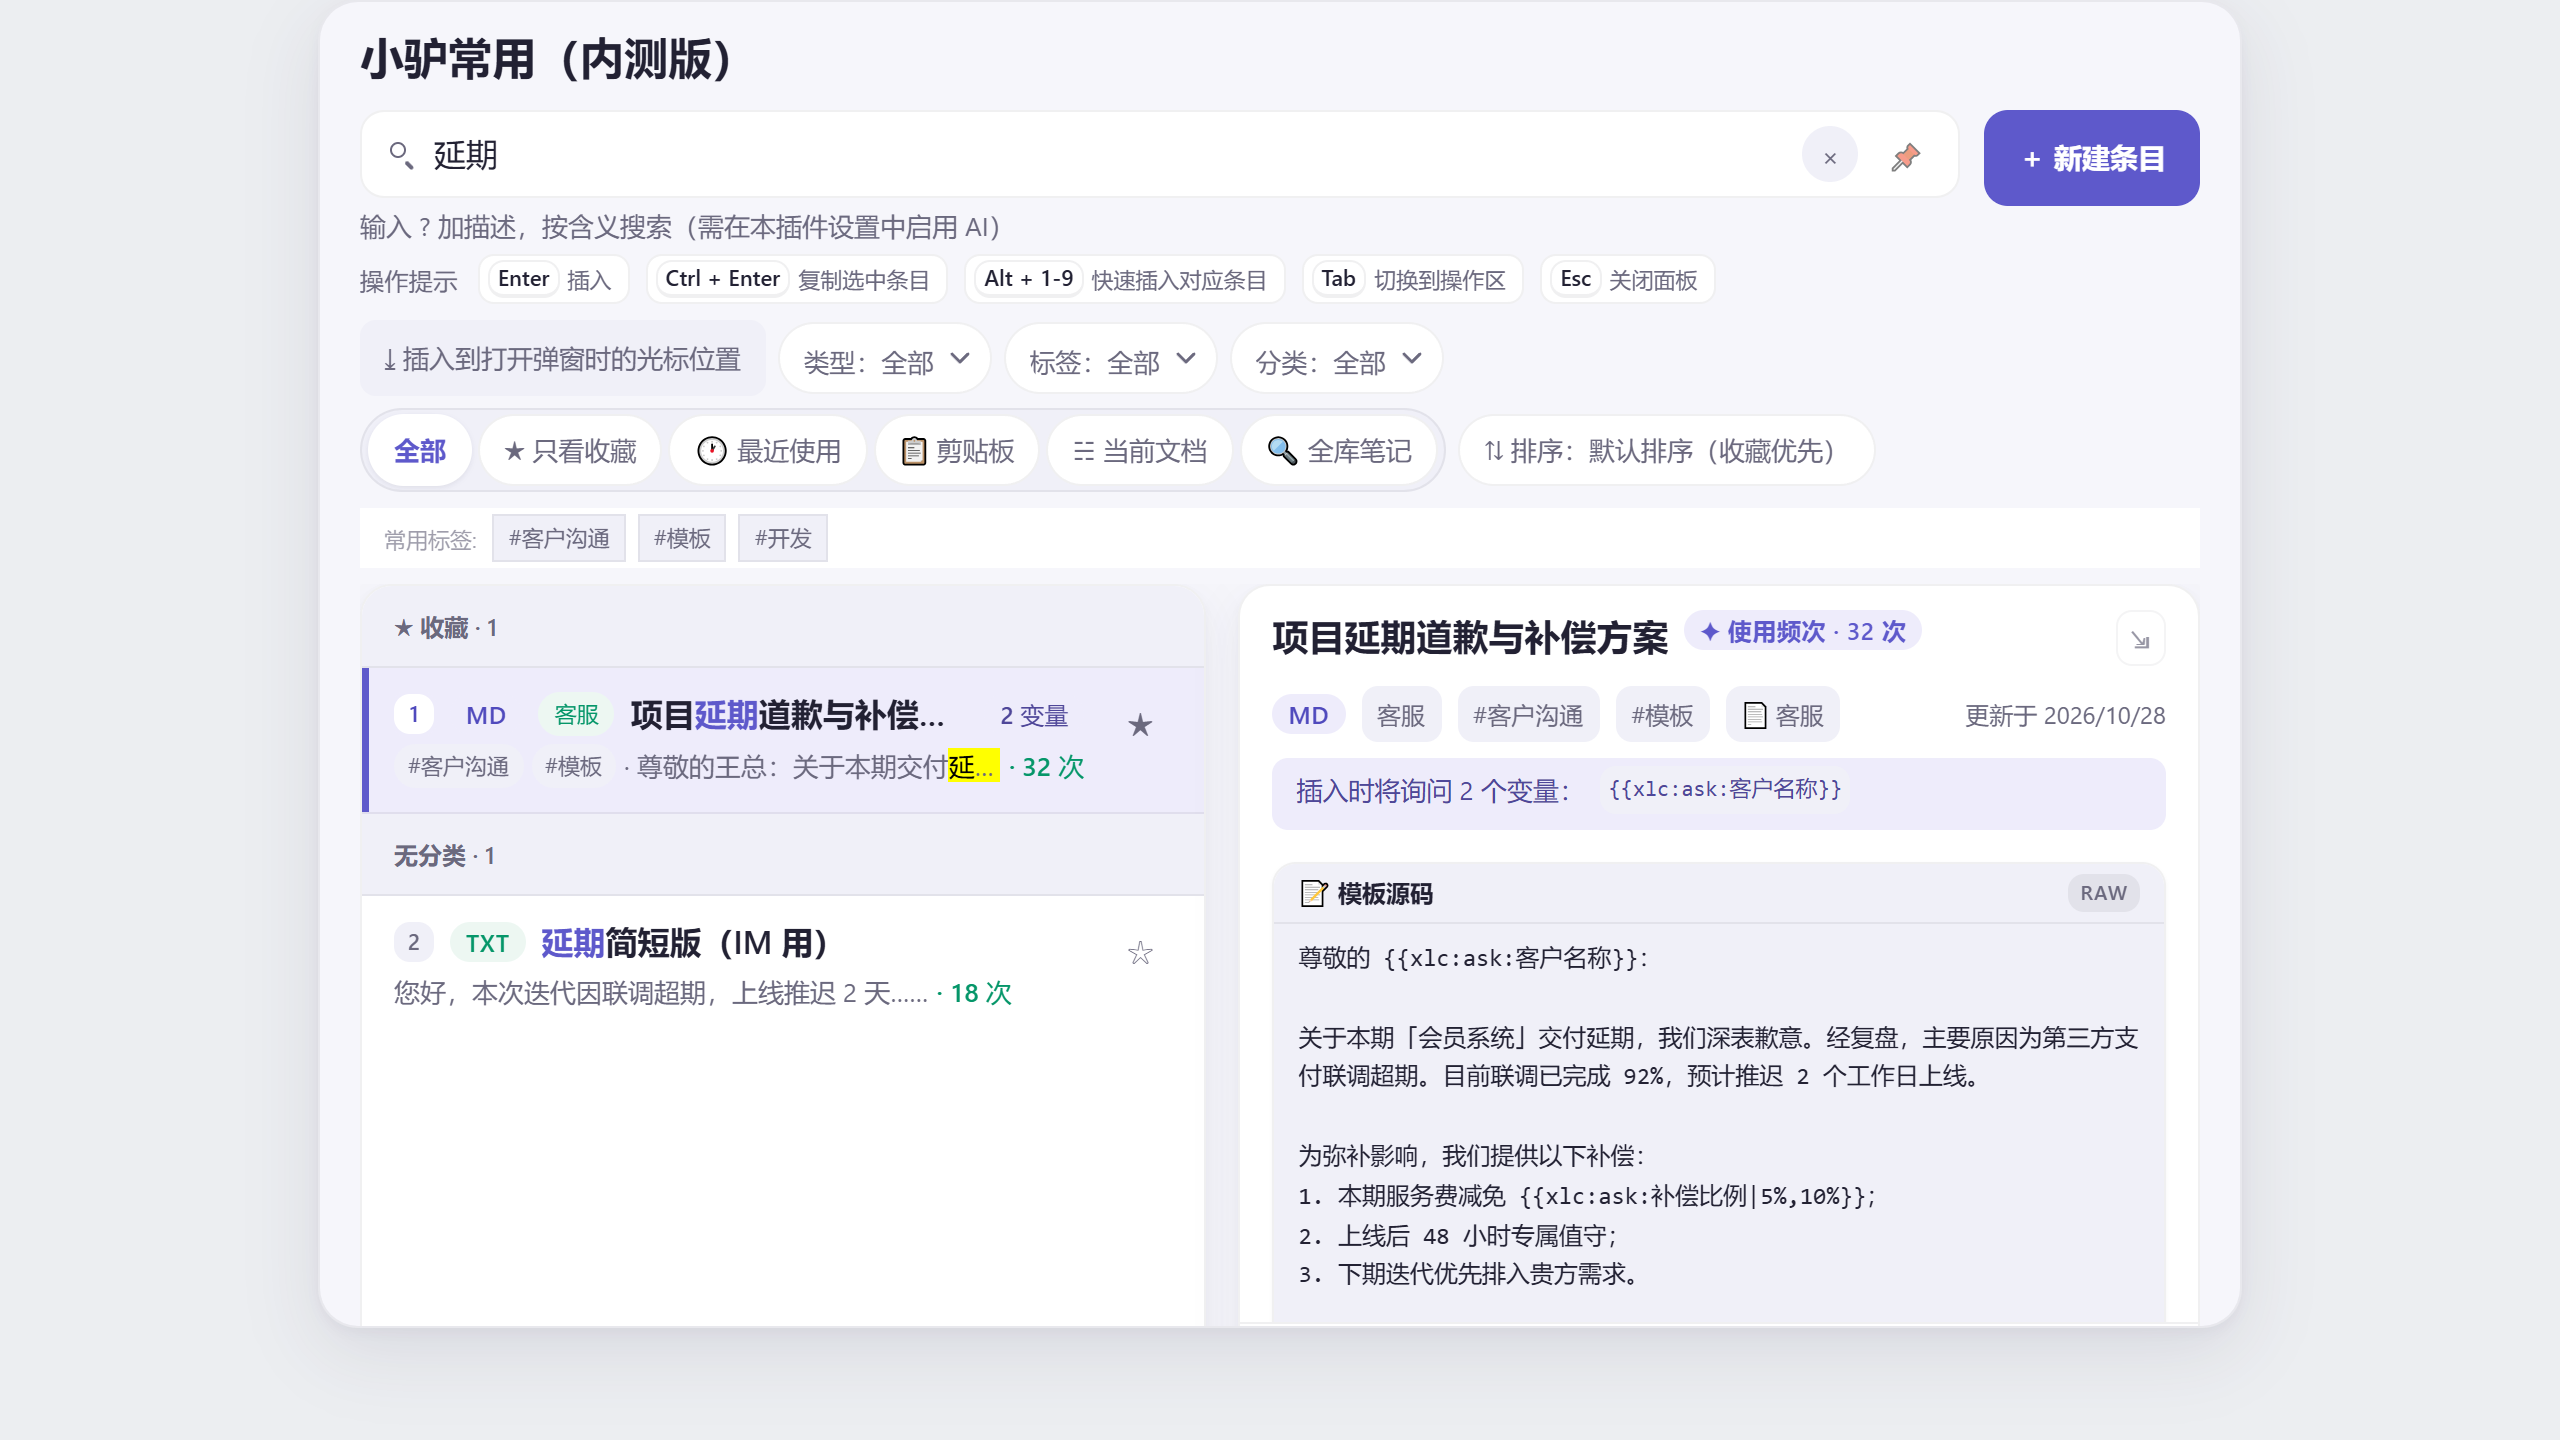 小驴常用（内测版）
延期
× 
+ 新建条目
输入 ? 加描述，按含义搜索（需在本插件设置中启用 AI）
操作提示 Enter 插入 Ctrl + Enter 复制选中条目 Alt + 1-9 快速插入对应条目 Tab 切换到操作区 Esc 关闭面板
⤓ 插入到打开弹窗时的光标位置 类型：全部 标签：全部 分类：全部
全部 ★ 只看收藏 最近使用 剪贴板 ☵ 当前文档 全库笔记 ⇅ 排序：默认排序（收藏优先）
常用标签: #客户沟通 #模板 #开发
★ 收藏 · 1
1 MD 客服 项目延期道歉与补偿... 2 变量 ★
#客户沟通 #模板 · 尊敬的王总：关于本期交付延... · 32 次
无分类 · 1
2 TXT 延期简短版（IM 用） ☆
您好，本次迭代因联调超期，上线推迟 2 天…… · 18 次
项目延期道歉与补偿方案 ✦ 使用频次 · 32 次
MD 客服 #客户沟通 #模板 客服 更新于 2026/10/28
插入时将询问 2 个变量： {{xlc:ask:客户名称}}
模板源码 RAW
尊敬的 {{xlc:ask:客户名称}}：
关于本期「会员系统」交付延期，我们深表歉意。经复盘，主要原因为第三方支
付联调超期。目前联调已完成 92%，预计推迟 2 个工作日上线。
为弥补影响，我们提供以下补偿：
1. 本期服务费减免 {{xlc:ask:补偿比例|5%,10%}}；
2. 上线后 48 小时专属值守；
3. 下期迭代优先排入贵方需求。